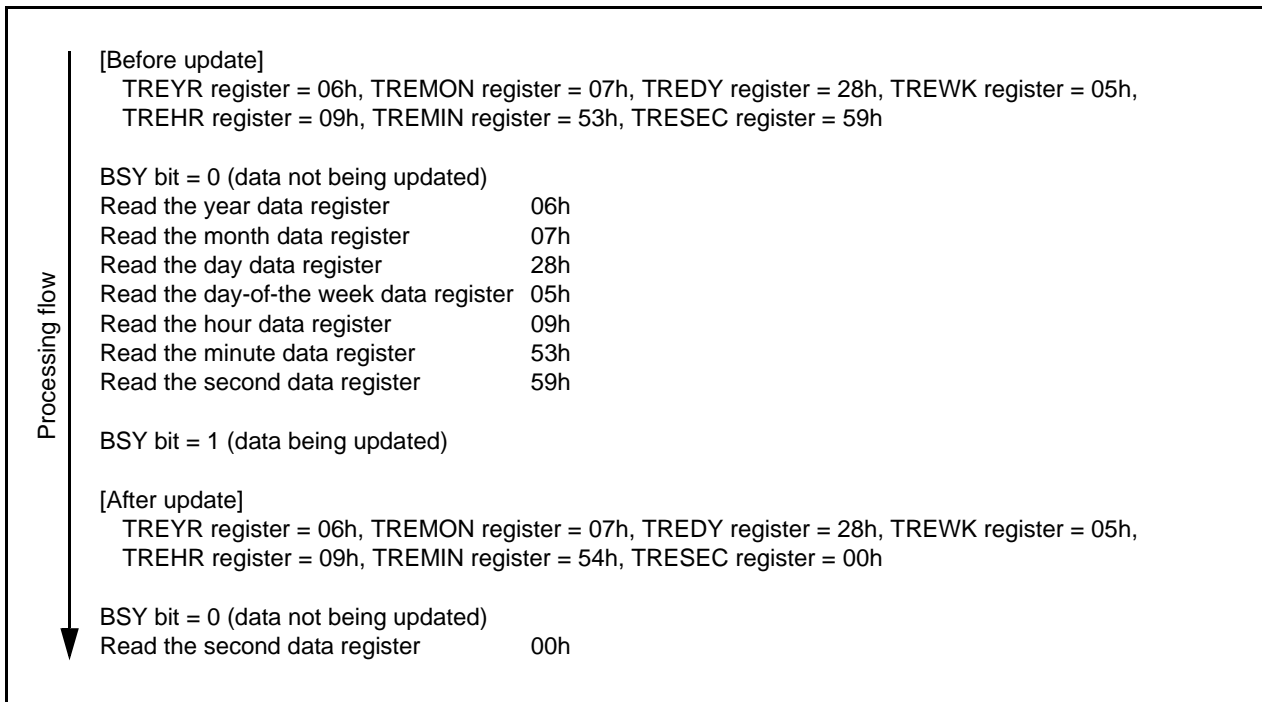 Processing flow
[Before update]
TREYR register = 06h, TREMON register = 07h, TREDY register = 28h, TREWK register = 05h,
TREHR register = 09h, TREMIN register = 53h, TRESEC register = 59h
BSY bit = 0 (data not being updated)
Read the year data register 06h
Read the month data register 07h
Read the day data register 28h
Read the day-of-the week data register 05h
Read the hour data register 09h
Read the minute data register 53h
Read the second data register 59h
BSY bit = 1 (data being updated)
[After update]
TREYR register = 06h, TREMON register = 07h, TREDY register = 28h, TREWK register = 05h,
TREHR register = 09h, TREMIN register = 54h, TRESEC register = 00h
BSY bit = 0 (data not being updated)
Read the second data register 00h